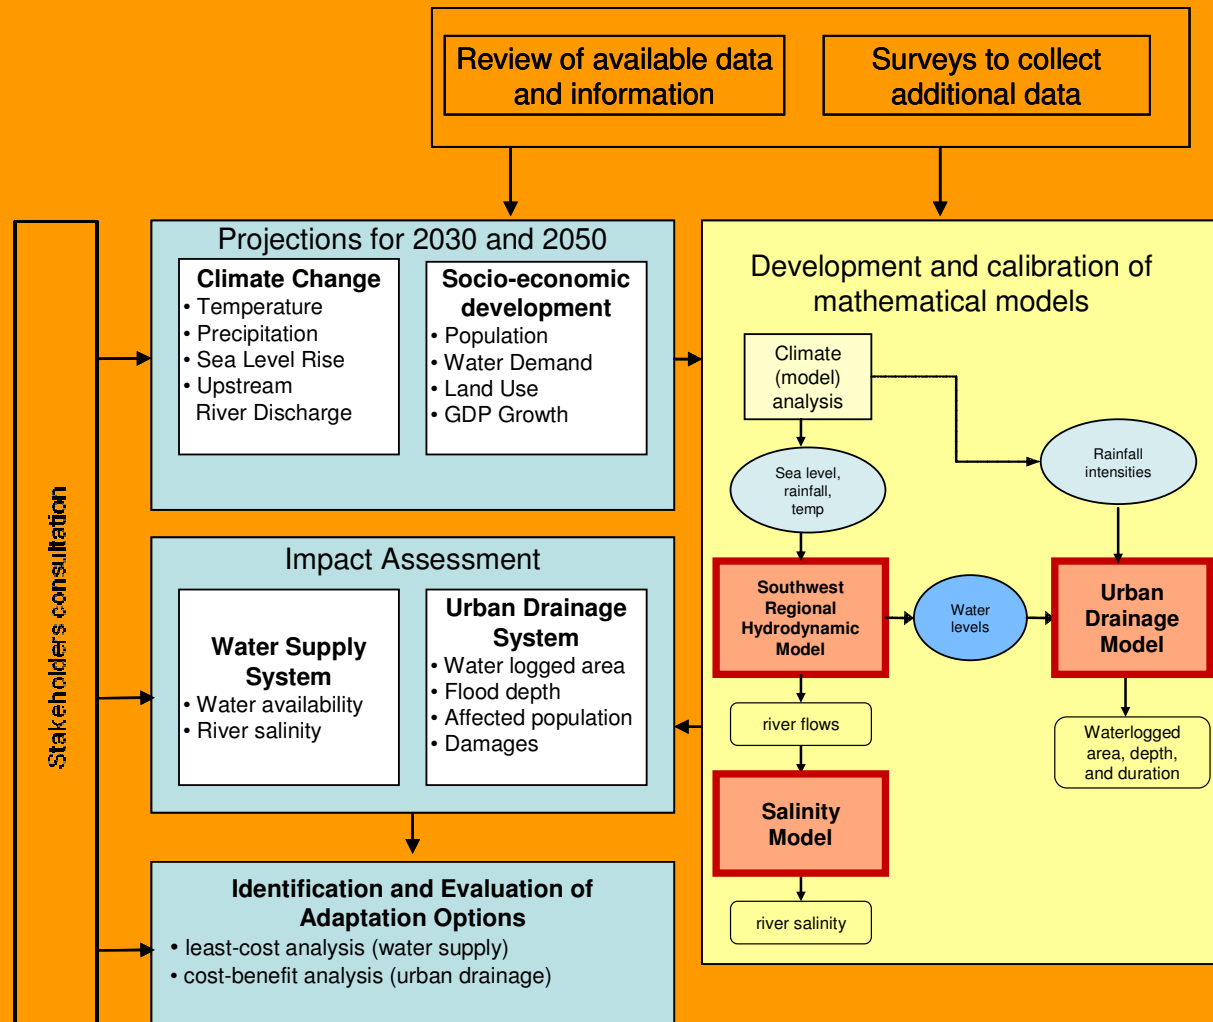 Review of available data
and information
Surveys to collect
additional data
Stakeholders consultation
Projections for 2030 and 2050
Climate Change
• Temperature
• Precipitation
• Sea Level Rise
• Upstream
River Discharge
Socio-economic
development
• Population
• Water Demand
• Land Use
• GDP Growth
Impact Assessment
Water Supply
System
• Water availability
• River salinity
Urban Drainage
System
• Water logged area
• Flood depth
• Affected population
• Damages
Identification and Evaluation of
Adaptation Options
• least-cost analysis (water supply)
• cost-benefit analysis (urban drainage)
Development and calibration of
mathematical models
Climate
(model)
analysis
Sea level,
rainfall,
temp
Rainfall
intensities
Southwest
Regional
Hydrodynamic
Model
Water
levels
Urban
Drainage
Model
river flows
Waterlogged
area, depth,
and duration
Salinity
Model
river salinity